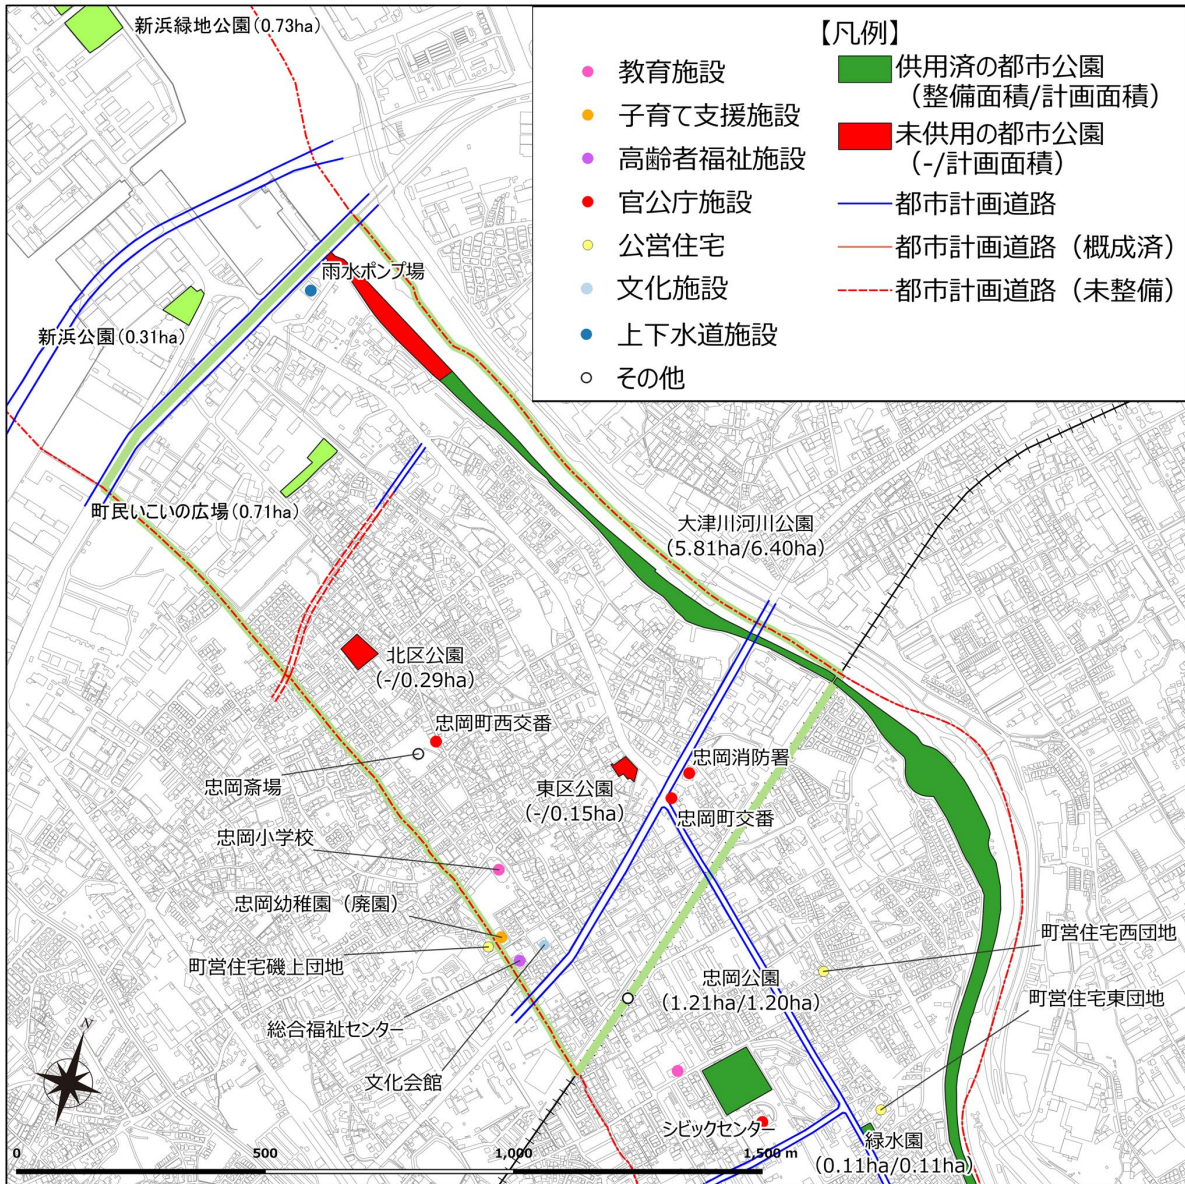 新浜緑地公園(0.73ha)
【凡例】
教育施設
子育て支援施設
高齢者福祉施設
官公庁施設
公営住宅
文化施設
上下水道施設
その他
供用済の都市公園
（整備面積/計画面積）
未供用の都市公園
（-/計画面積）
都市計画道路
都市計画道路（概成済）
都市計画道路（未整備）
雨水ポンプ場
新浜公園(0.31ha)
町民いこいの広場(0.71ha)
大津川河川公園
(5.81ha/6.40ha)
北区公園
(-/0.29ha)
忠岡町西交番
忠岡斎場
東区公園
(-/0.15ha)
忠岡消防署
忠岡町交番
忠岡小学校
忠岡幼稚園（廃園）
町営住宅磯上団地
総合福祉センター
文化会館
忠岡公園
(1.21ha/1.20ha)
町営住宅西団地
町営住宅東団地
シビックセンター
緑水園
(0.11ha/0.11ha)
N
0 500 1,000 1,500 m